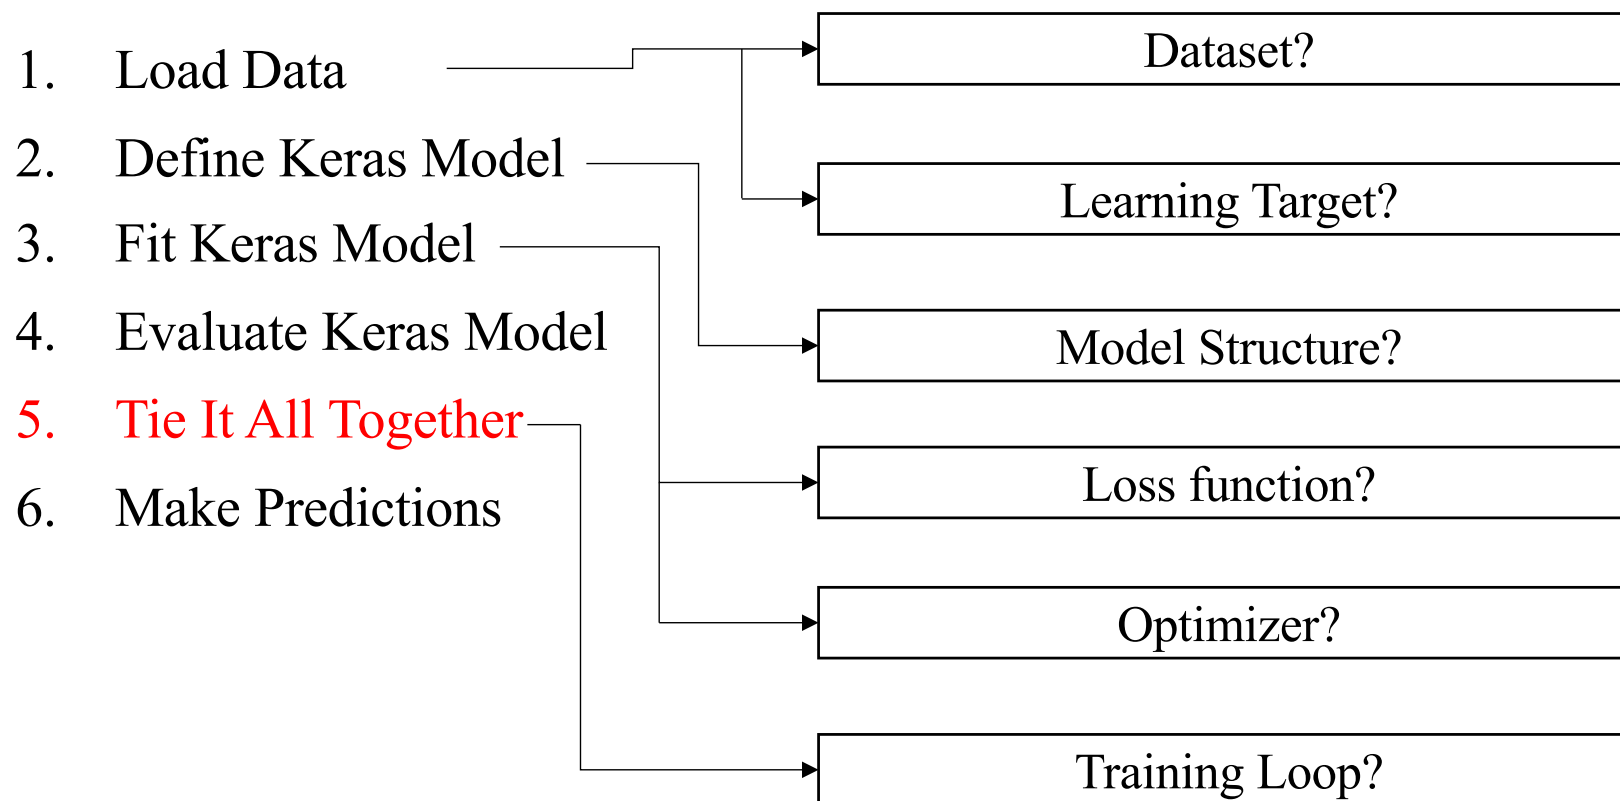 1. Load Data
2. Define Keras Model
3. Fit Keras Model
4. Evaluate Keras Model
5. Tie It All Together
6. Make Predictions
Dataset?
Learning Target?
Model Structure?
Loss function?
Optimizer?
Training Loop?